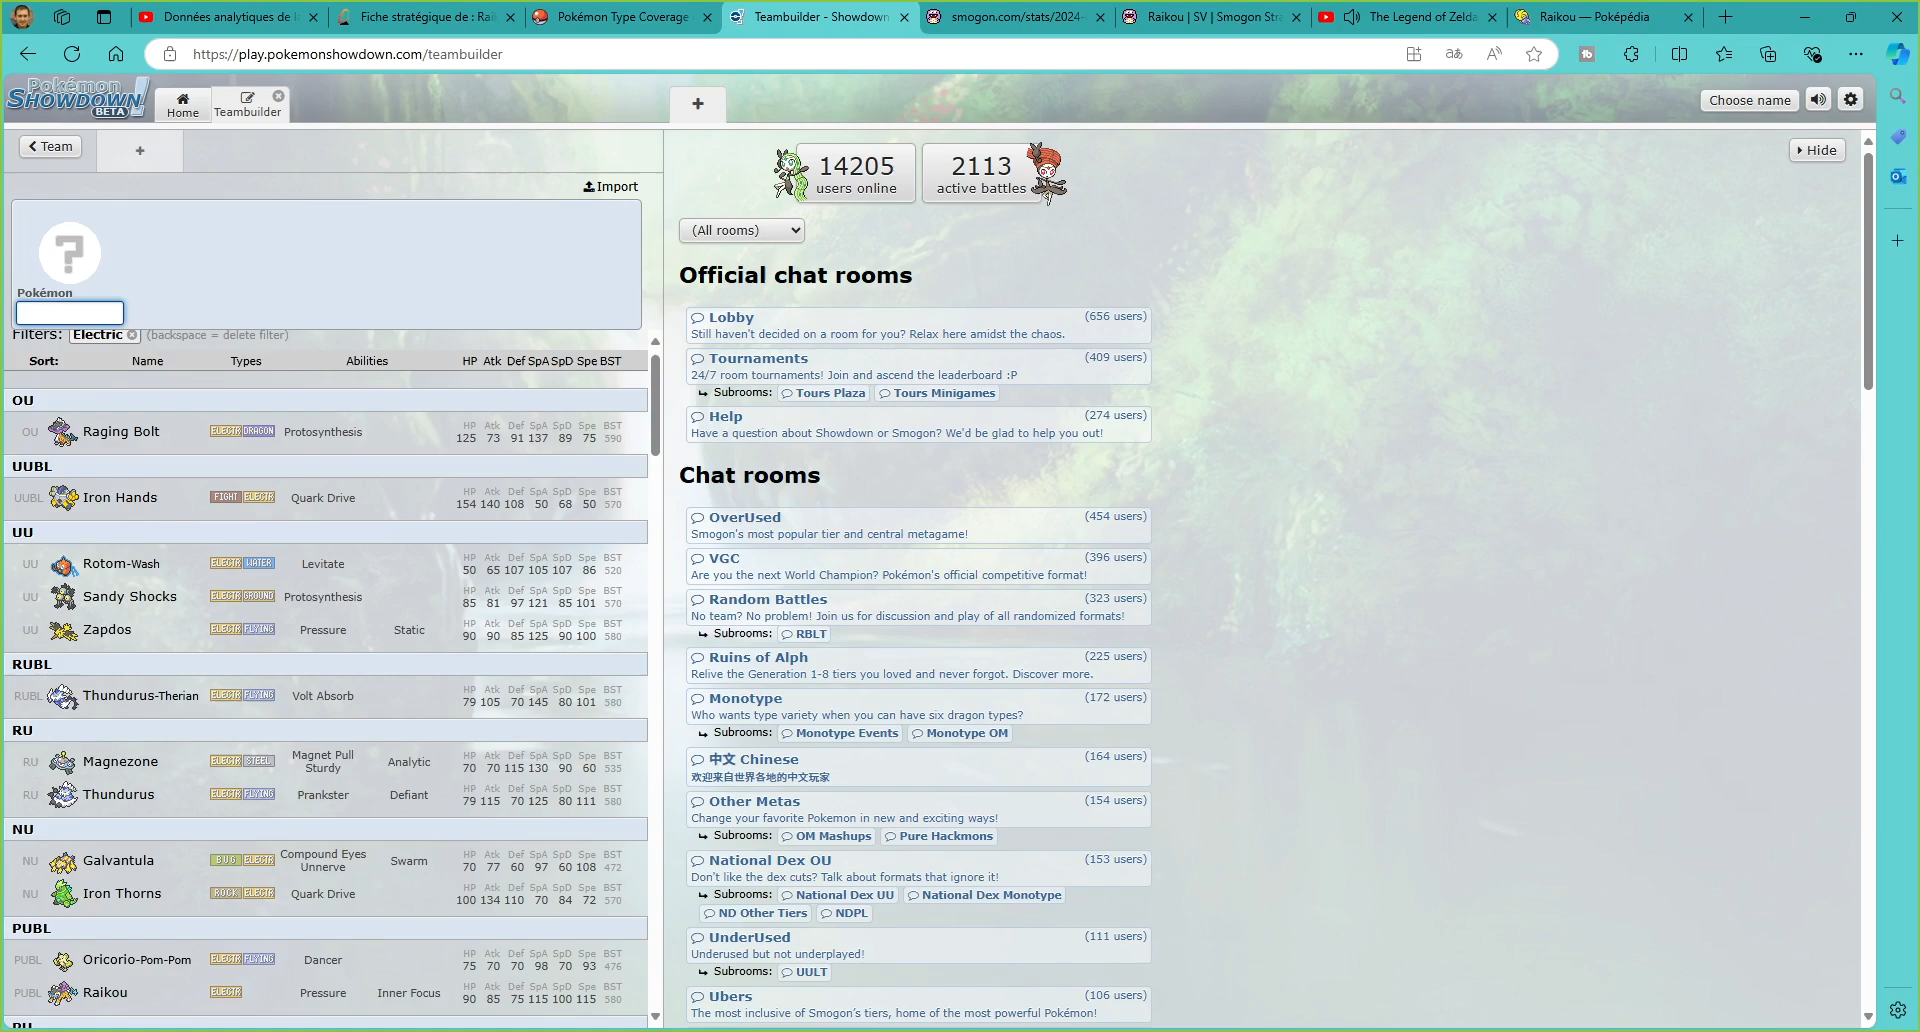 Données analytiques de l
Fiche stratégique de : Rai
Pokémon Type Coverage
Teambuilder - Showdown
smogon.com/stats/2024-
Raikou | SV | Smogon Stra
The Legend of Zelda
Raikou — Poképédia
https://play.pokemonshowdown.com/teambuilder
Pokémon
SHOWDOWN!
BETA
Home
Teambuilder
Choose name
Team
Import
Pokémon
Filters: Electric (backspace = delete filter)
Sort: Name Types Abilities HP Atk Def SpA SpD Spe BST
OU
OU Raging Bolt ELECTR DRAGON Protosynthesis HP 125 Atk 73 Def 91 SpA 137 SpD 89 Spe 75 BST 590
UUBL
UUBL Iron Hands FIGHT ELECTR Quark Drive HP 154 Atk 140 Def 108 SpA 50 SpD 68 Spe 50 BST 570
UU
UU Rotom-Wash ELECTR WATER Levitate HP 50 Atk 65 Def 107 SpA 105 SpD 107 Spe 86 BST 520
UU Sandy Shocks ELECTR GROUND Protosynthesis HP 85 Atk 81 Def 97 SpA 121 SpD 85 Spe 101 BST 570
UU Zapdos ELECTR FLYING Pressure Static HP 90 Atk 90 Def 85 SpA 125 SpD 90 Spe 100 BST 580
RUBL
RUBL Thundurus-Therian ELECTR FLYING Volt Absorb HP 79 Atk 105 Def 70 SpA 145 SpD 80 Spe 101 BST 580
RU
RU Magnezone ELECTR STEEL Magnet Pull Sturdy Analytic HP 70 Atk 70 Def 115 SpA 130 SpD 90 Spe 60 BST 535
RU Thundurus ELECTR FLYING Prankster Defiant HP 79 Atk 115 Def 70 SpA 125 SpD 80 Spe 111 BST 580
NU
NU Galvantula BUG ELECTR Compound Eyes Unnerve Swarm HP 70 Atk 77 Def 60 SpA 97 SpD 60 Spe 108 BST 472
NU Iron Thorns ROCK ELECTR Quark Drive HP 100 Atk 134 Def 110 SpA 70 SpD 84 Spe 72 BST 570
PUBL
PUBL Oricorio-Pom-Pom ELECTR FLYING Dancer HP 75 Atk 70 Def 70 SpA 98 SpD 70 Spe 93 BST 476
PUBL Raikou ELECTR Pressure Inner Focus HP 90 Atk 85 Def 75 SpA 115 SpD 100 Spe 115 BST 580
PU
14205
users online
2113
active battles
Hide
(All rooms)
Official chat rooms
Lobby (656 users)
Still haven't decided on a room for you? Relax here amidst the chaos.
Tournaments (409 users)
24/7 room tournaments! Join and ascend the leaderboard :P
Subrooms: Tours Plaza Tours Minigames
Help (274 users)
Have a question about Showdown or Smogon? We'd be glad to help you out!
Chat rooms
OverUsed (454 users)
Smogon's most popular tier and central metagame!
VGC (396 users)
Are you the next World Champion? Pokémon's official competitive format!
Random Battles (323 users)
No team? No problem! Join us for discussion and play of all randomized formats!
Subrooms: RBLT
Ruins of Alph (225 users)
Relive the Generation 1-8 tiers you loved and never forgot. Discover more.
Monotype (172 users)
Who wants type variety when you can have six dragon types?
Subrooms: Monotype Events Monotype OM
中文 Chinese (164 users)
欢迎来自世界各地的中文玩家
Other Metas (154 users)
Change your favorite Pokemon in new and exciting ways!
Subrooms: OM Mashups Pure Hackmons
National Dex OU (153 users)
Don't like the dex cuts? Talk about formats that ignore it!
Subrooms: National Dex UU National Dex Monotype
ND Other Tiers NDPL
UnderUsed (111 users)
Underused but not underplayed!
Subrooms: UULT
Ubers (106 users)
The most inclusive of Smogon's tiers, home of the most powerful Pokémon!